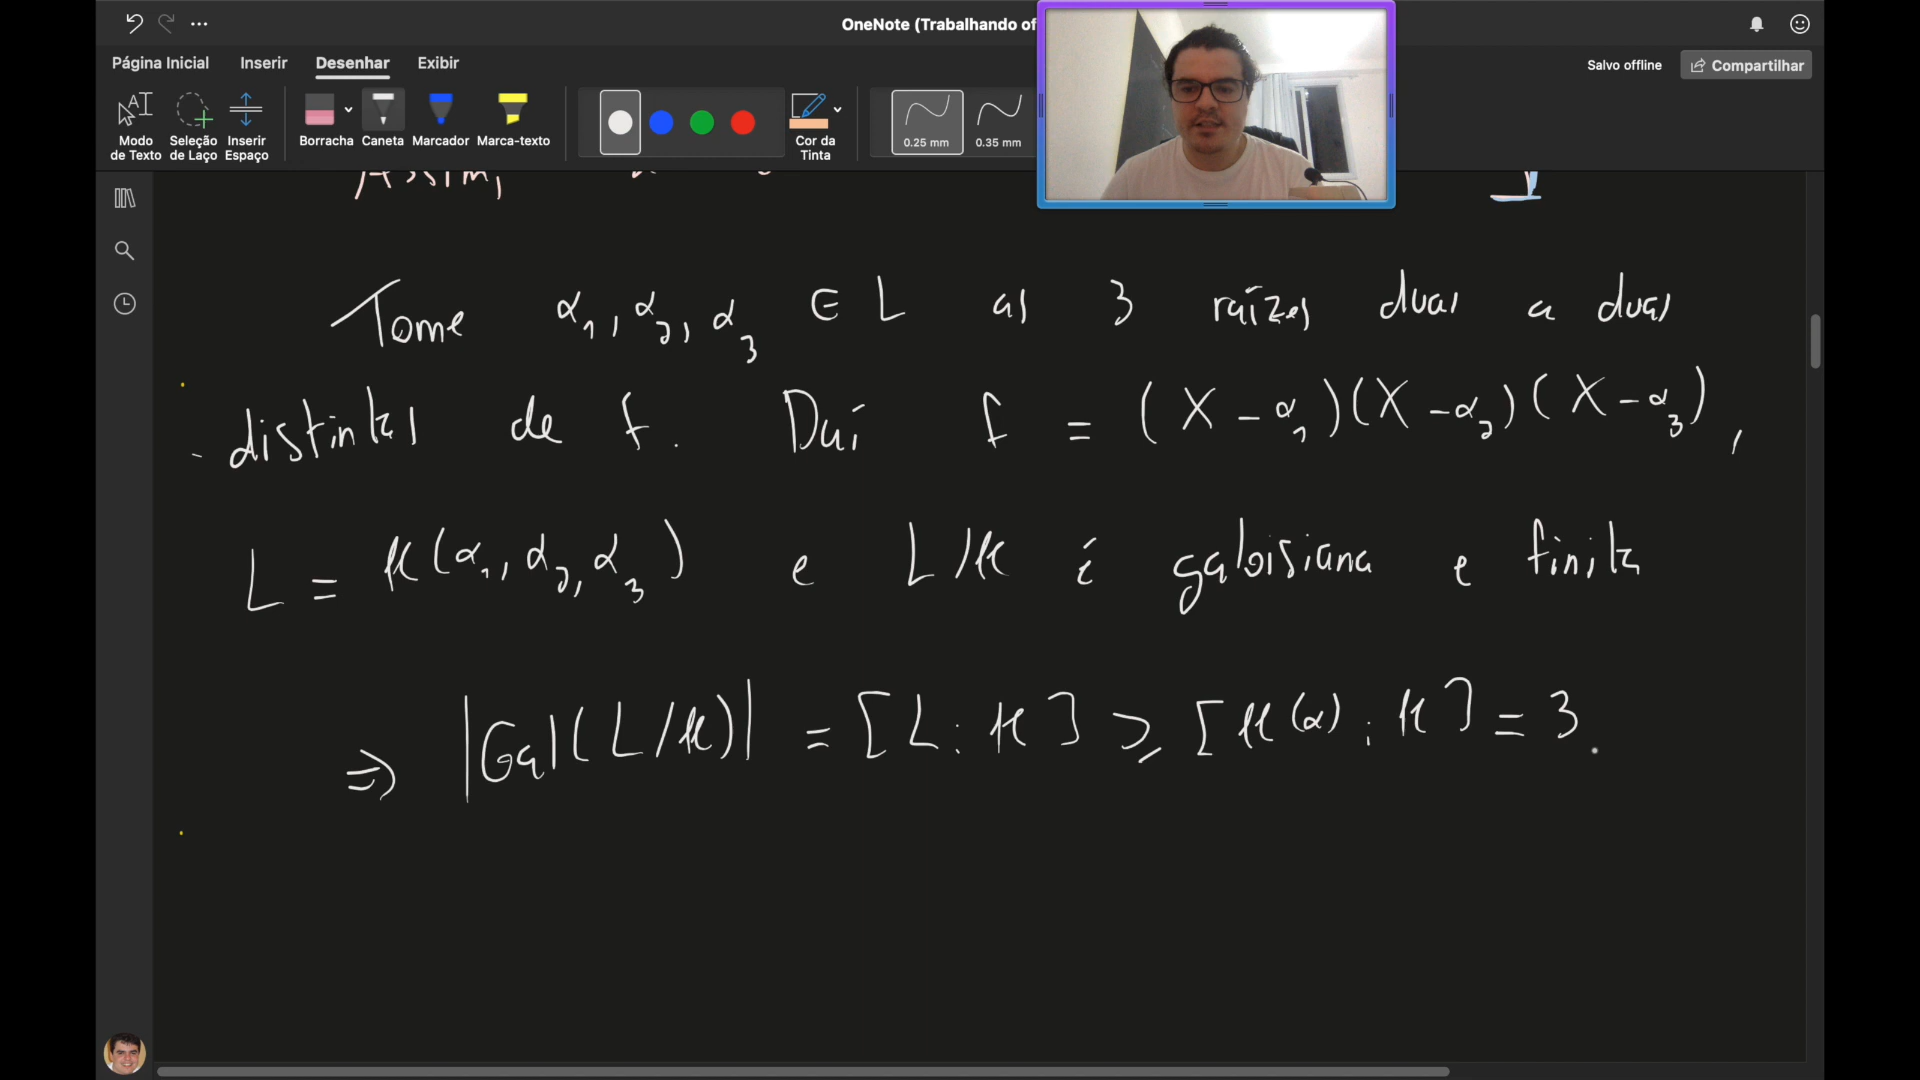 OneNote (Trabalhando of
Página Inicial Inserir Desenhar Exibir
Salvo offline Compartilhar
Modo de Texto
Seleção de Laço
Inserir Espaço
Borracha Caneta Marcador Marca-texto
Cor da Tinta
0.25 mm 0.35 mm
Assim,
Tome α₁, α₂, α₃ ∈ L as 3 raízes duas a duas
distintas de f. Daí f = (X - α₁)(X - α₂)(X - α₃),
L = K(α₁, α₂, α₃) e L/K é galoisiana e finita
⇒ |Gal(L/K)| = [L : K] ≥ [K(α) : K] = 3.